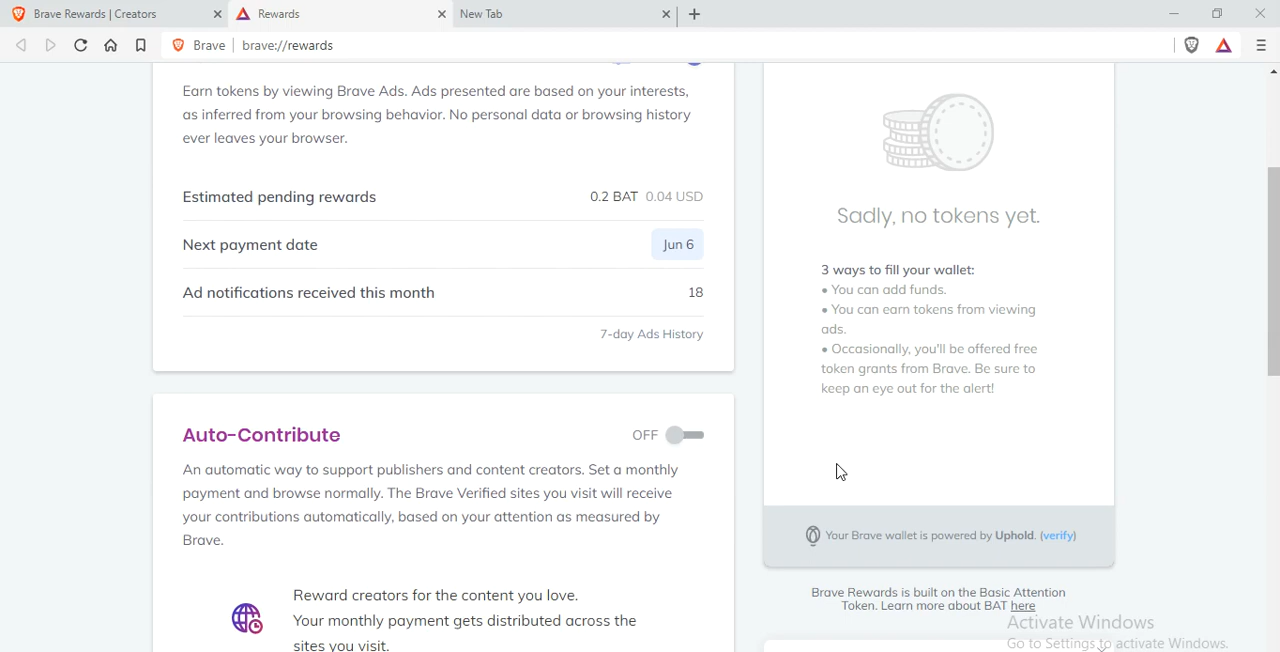 Brave Rewards | Creators
Rewards
New Tab
Brave
brave://rewards
Earn tokens by viewing Brave Ads. Ads presented are based on your interests,
as inferred from your browsing behavior. No personal data or browsing history
ever leaves your browser.
Estimated pending rewards 0.2 BAT 0.04 USD
Next payment date Jun 6
Ad notifications received this month 18
7-day Ads History
Auto-Contribute OFF
An automatic way to support publishers and content creators. Set a monthly
payment and browse normally. The Brave Verified sites you visit will receive
your contributions automatically, based on your attention as measured by
Brave.
Reward creators for the content you love.
Your monthly payment gets distributed across the
sites you visit.
Sadly, no tokens yet.
3 ways to fill your wallet:
• You can add funds.
• You can earn tokens from viewing
ads.
• Occasionally, you'll be offered free
token grants from Brave. Be sure to
keep an eye out for the alert!
Your Brave wallet is powered by Uphold. (verify)
Brave Rewards is built on the Basic Attention
Token. Learn more about BAT here
Activate Windows
Go to Settings to activate Windows.